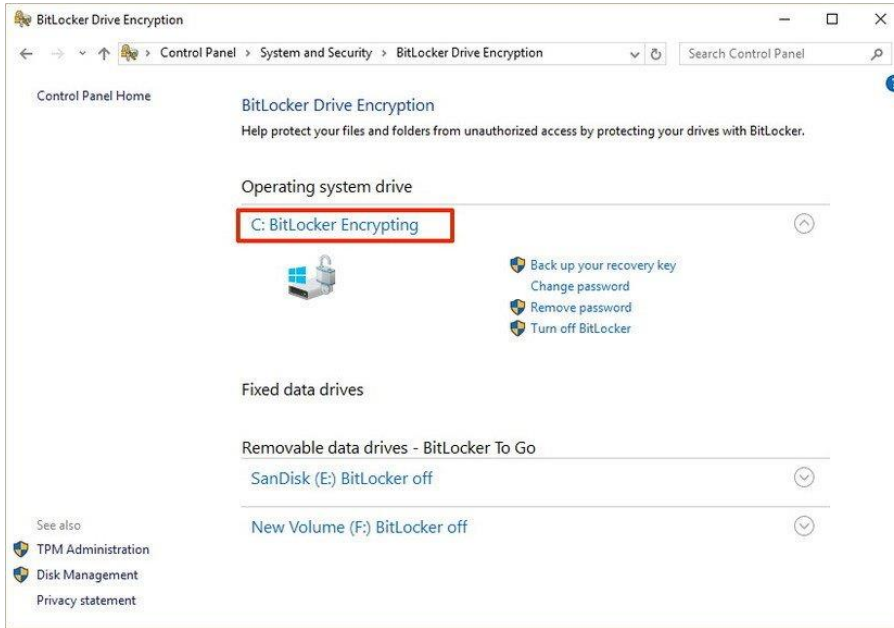 BitLocker Drive Encryption
Control Panel > System and Security > BitLocker Drive Encryption
Search Control Panel
Control Panel Home
BitLocker Drive Encryption
Help protect your files and folders from unauthorized access by protecting your drives with BitLocker.
Operating system drive
C: BitLocker Encrypting
Back up your recovery key
Change password
Remove password
Turn off BitLocker
Fixed data drives
Removable data drives - BitLocker To Go
SanDisk (E:) BitLocker off
New Volume (F:) BitLocker off
See also
TPM Administration
Disk Management
Privacy statement